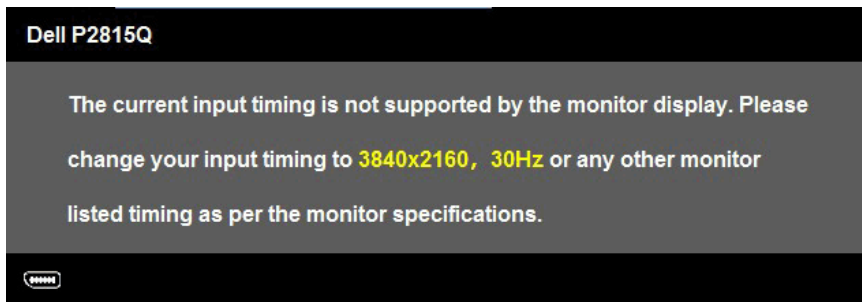 Dell P2815Q
The current input timing is not supported by the monitor display. Please
change your input timing to 3840x2160, 30Hz or any other monitor
listed timing as per the monitor specifications.